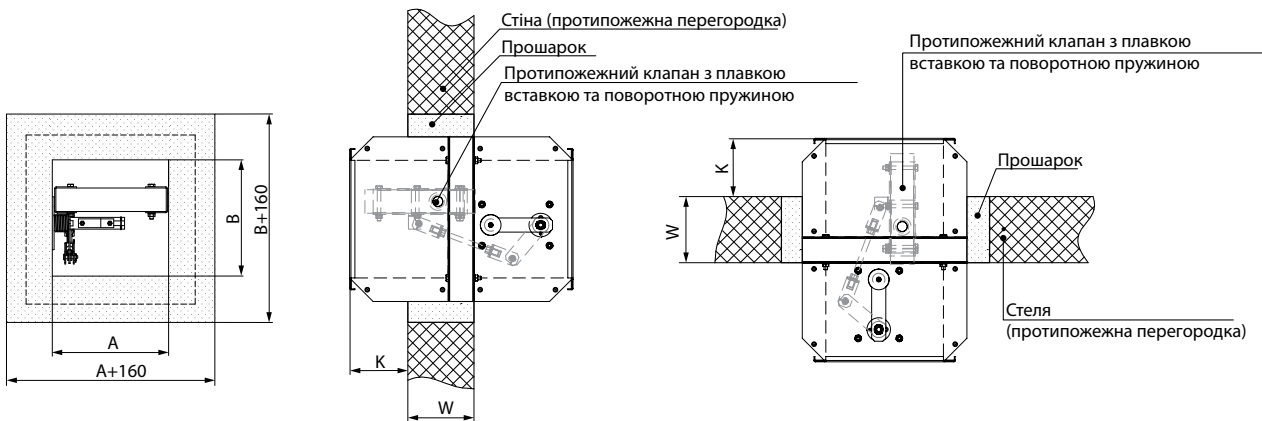 Стіна (протипожежна перегородка)
Прошарок
Протипожежний клапан з плавкою
вставкою та поворотною пружиною
B
B+160
A
A+160
K
W
Протипожежний клапан з плавкою
вставкою та поворотною пружиною
K
W
Прошарок
Стеля
(протипожежна перегородка)